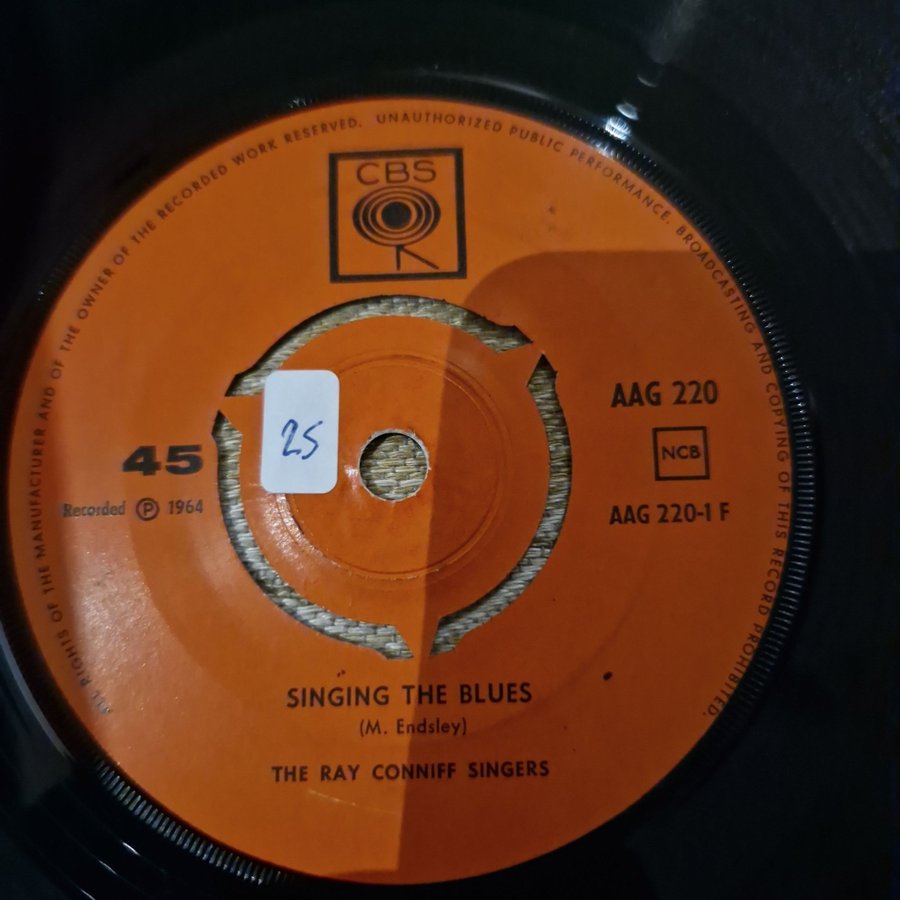 ALL RIGHTS OF THE MANUFACTURER AND OF THE OWNER OF THE RECORDED WORK RESERVED. UNAUTHORIZED PUBLIC PERFORMANCE. BROADCASTING AND COPYING OF THIS RECORD PROHIBITED.
CBS
AAG 220
25
45
NCB
Recorded Ⓟ 1964
AAG 220-1 F
SINGING THE BLUES
(M. Endsley)
THE RAY CONNIFF SINGERS